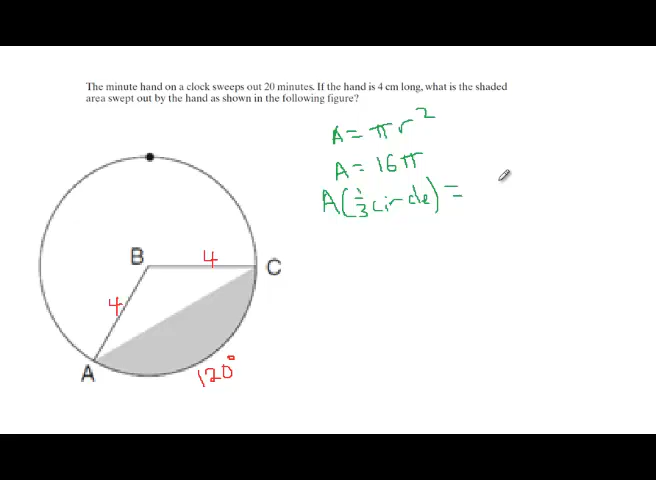 The minute hand on a clock sweeps out 20 minutes. If the hand is 4 cm long, what is the shaded
area swept out by the hand as shown in the following figure?
A = πr²
A = 16π
A(⅓ circle) =
B
4
C
4
A
120°